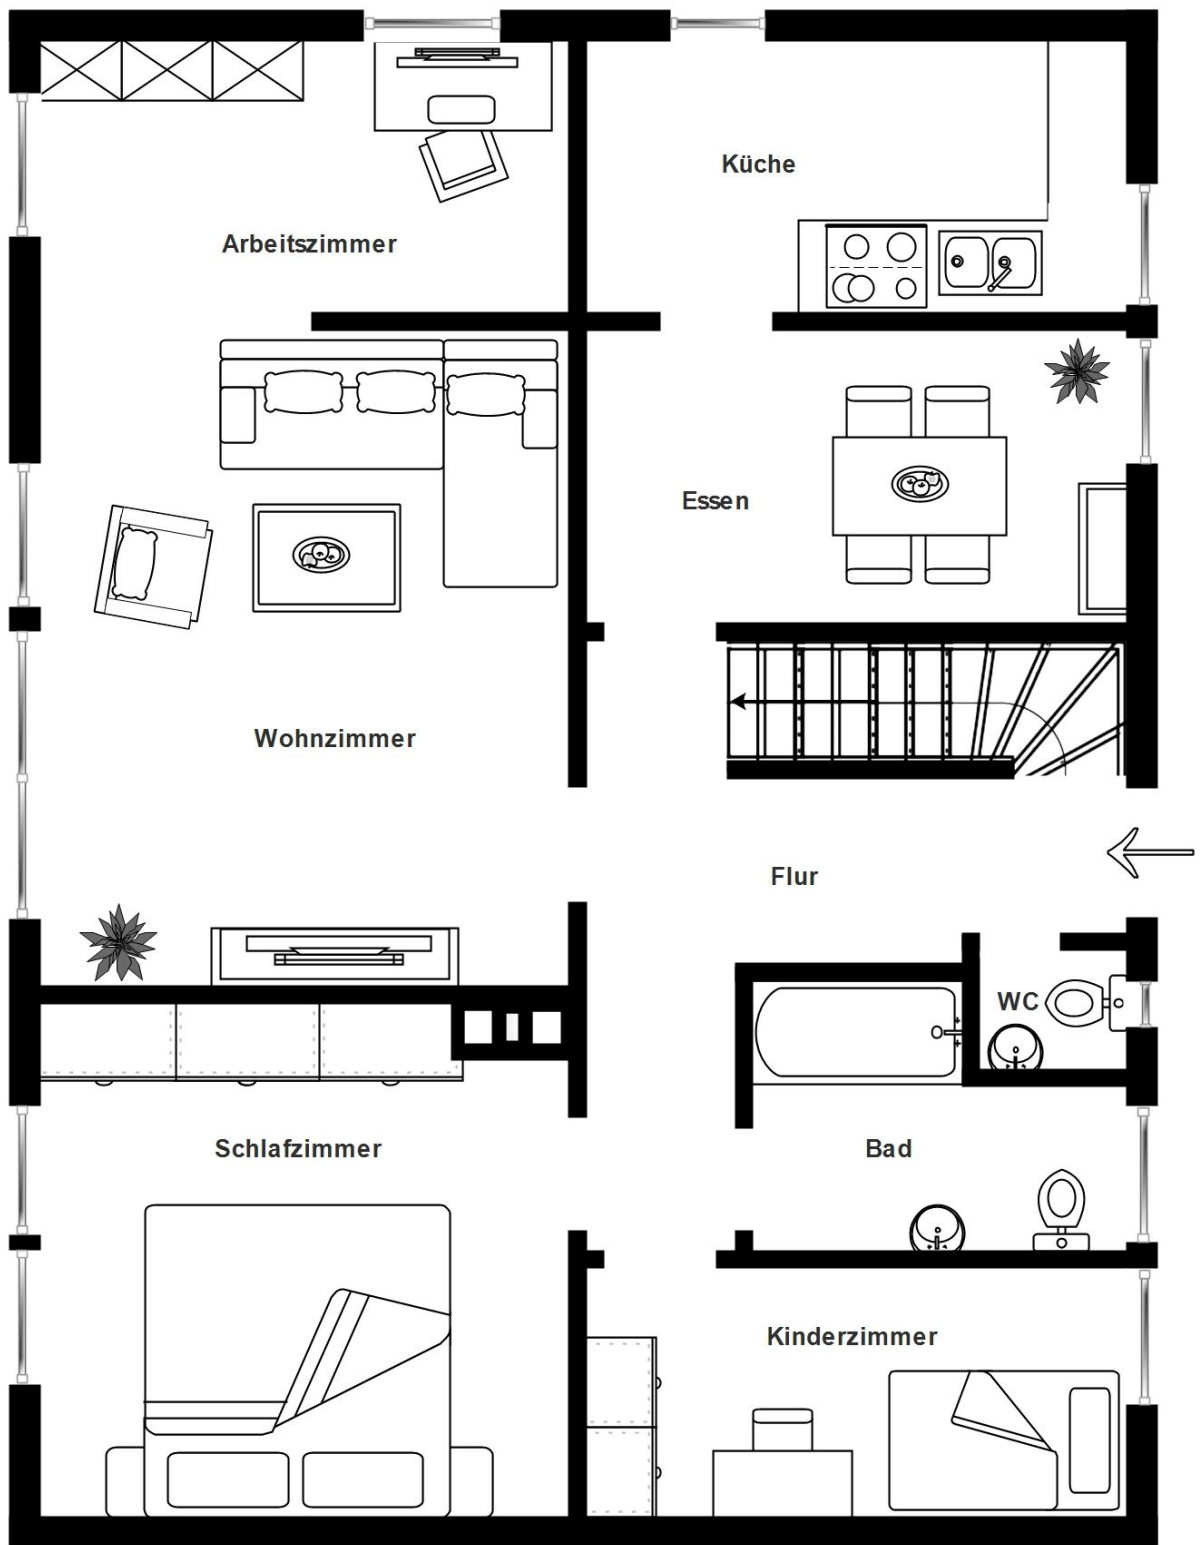 Küche
Arbeitszimmer
Essen
Wohnzimmer
Flur
WC
Schlafzimmer
Bad
Kinderzimmer